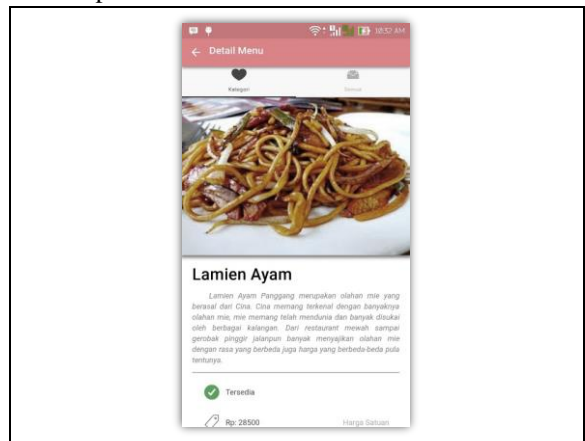 10:32 AM
Detail Menu
Kategori
Semua
Lamien Ayam
Lamien Ayam Panggang merupakan olahan mie yang
berasal dari Cina. Cina memang terkenal dengan banyaknya
olahan mie, mie memang telah mendunia dan banyak disukai
oleh berbagai kalangan. Dari restaurant mewah sampai
gerobak pinggir jalanpun banyak menyajikan olahan mie
dengan rasa yang berbeda juga harga yang berbeda-beda pula
tentunya.
Tersedia
Rp: 28500 Harga Satuan